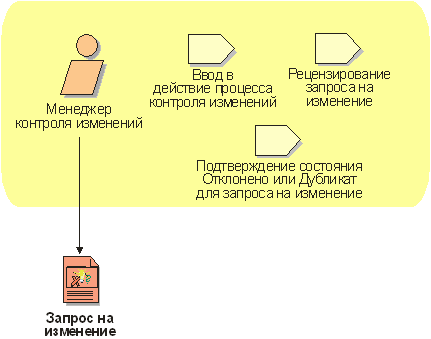 Менеджер
контроля изменений
Ввод в
действие процесса
контроля изменений
Рецензирование
запроса на
изменение
Подтверждение состояния
Отклонено или Дубликат
для запроса на изменение
Запрос на
изменение